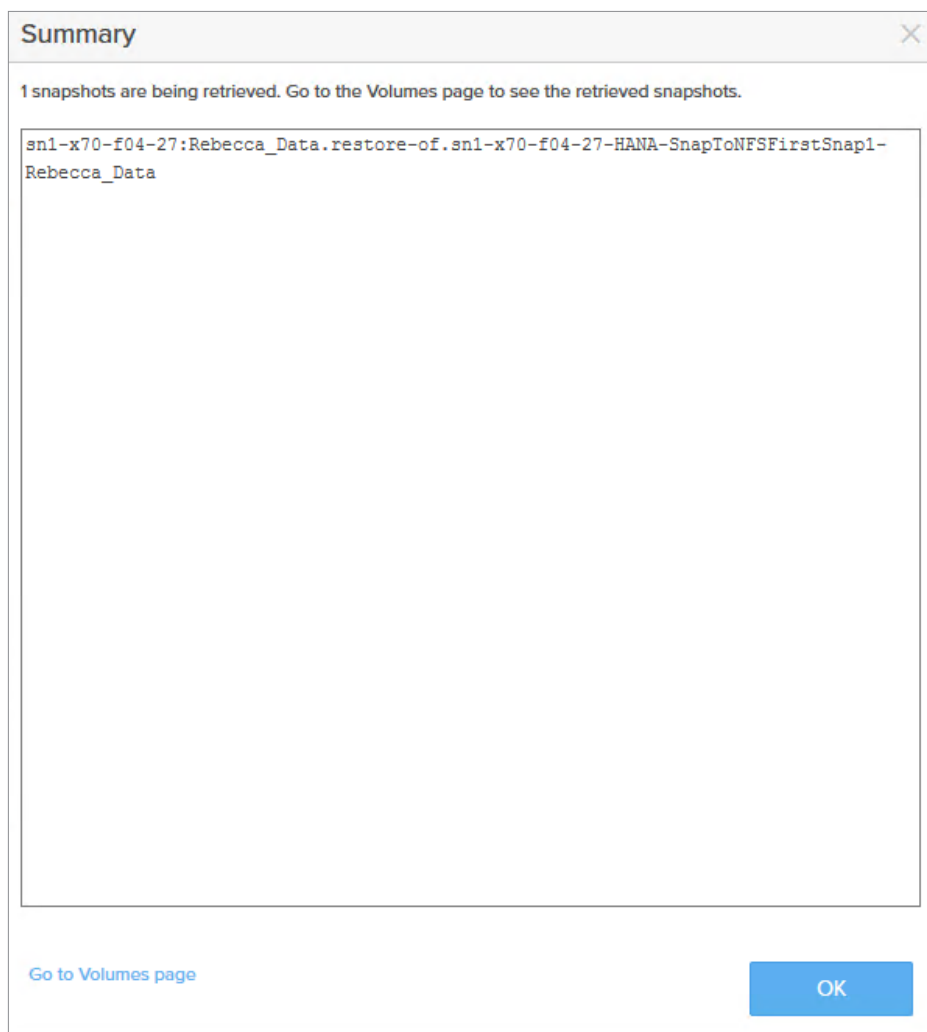 Summary
1 snapshots are being retrieved. Go to the Volumes page to see the retrieved snapshots.
sn1-x70-f04-27:Rebecca_Data.restore-of.sn1-x70-f04-27-HANA-SnapToNFSFirstSnap1-
Rebecca_Data
Go to Volumes page
OK